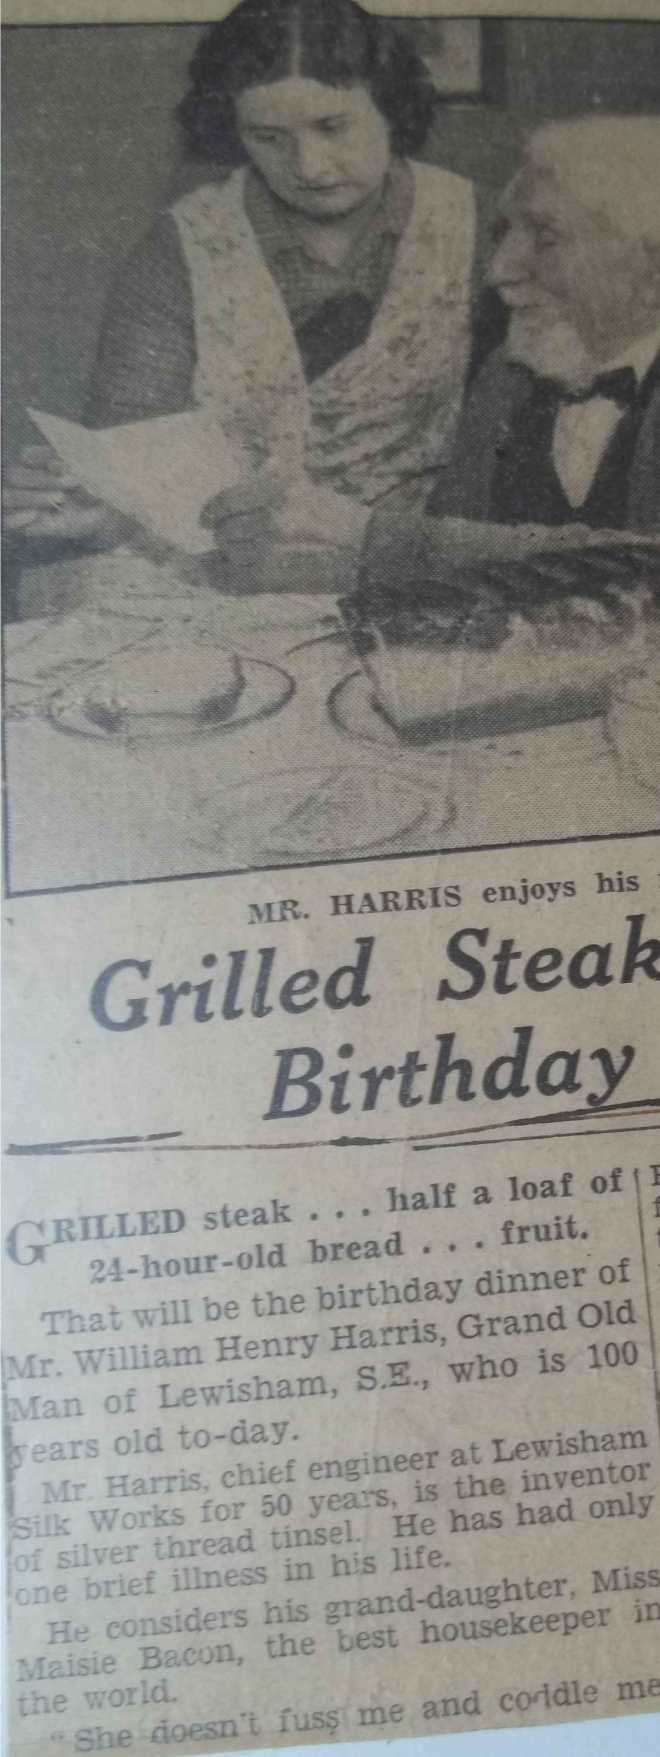 MR. HARRIS enjoys his
Grilled Steak
Birthday
GRILLED steak . . . half a loaf of
24-hour-old bread . . . fruit.
That will be the birthday dinner of
Mr. William Henry Harris, Grand Old
Man of Lewisham, S.E., who is 100
years old to-day.
Mr. Harris, chief engineer at Lewisham
Silk Works for 50 years, is the inventor
of silver thread tinsel. He has had only
one brief illness in his life.
He considers his grand-daughter, Miss
Maisie Bacon, the best housekeeper in
the world.
"She doesn't fuss me and coddle me